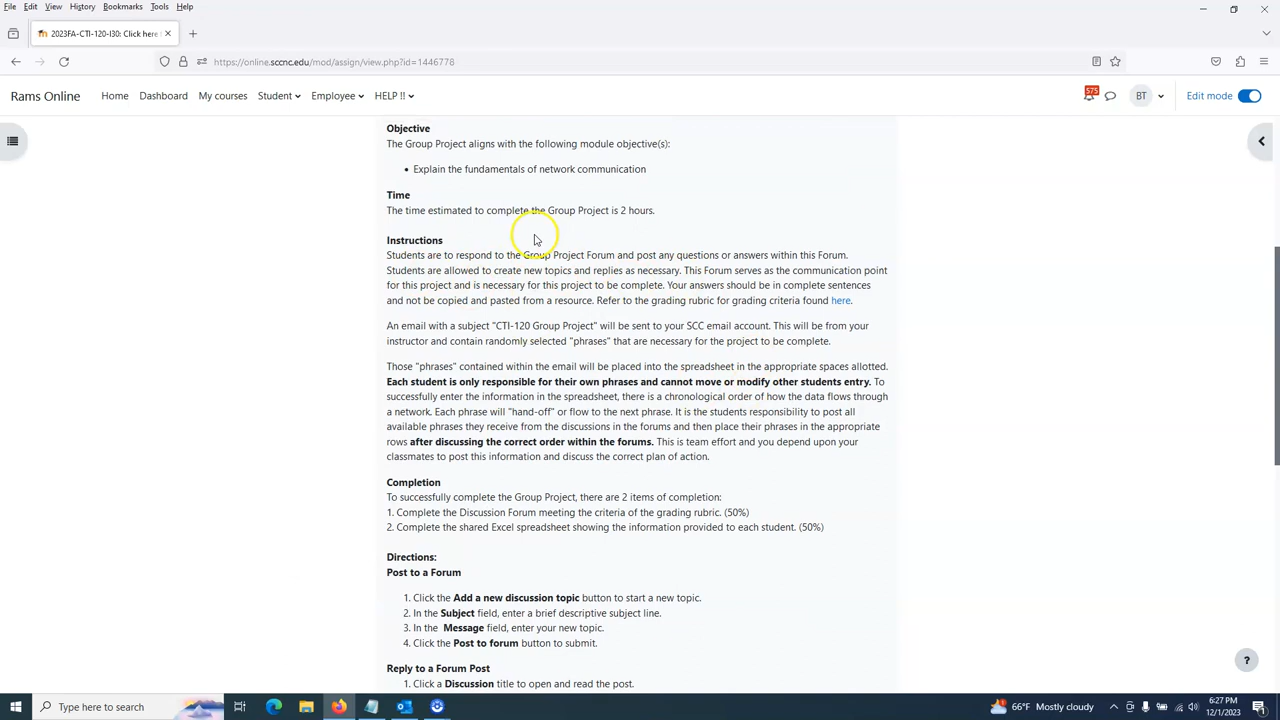 File Edit View History Bookmarks Tools Help
2023FA-CTI-120-I30: Click here
https://online.sccnc.edu/mod/assign/view.php?id=1446778
Rams Online Home Dashboard My courses Student Employee HELP !! 575 BT Edit mode
Objective
The Group Project aligns with the following module objective(s):
• Explain the fundamentals of network communication
Time
The time estimated to complete the Group Project is 2 hours.
Instructions
Students are to respond to the Group Project Forum and post any questions or answers within this Forum.
Students are allowed to create new topics and replies as necessary. This Forum serves as the communication point
for this project and is necessary for this project to be complete. Your answers should be in complete sentences
and not be copied and pasted from a resource. Refer to the grading rubric for grading criteria found here.
An email with a subject "CTI-120 Group Project" will be sent to your SCC email account. This will be from your
instructor and contain randomly selected "phrases" that are necessary for the project to be complete.
Those "phrases" contained within the email will be placed into the spreadsheet in the appropriate spaces allotted.
Each student is only responsible for their own phrases and cannot move or modify other students entry. To
successfully enter the information in the spreadsheet, there is a chronological order of how the data flows through
a network. Each phrase will "hand-off" or flow to the next phrase. It is the students responsibility to post all
available phrases they receive from the discussions in the forums and then place their phrases in the appropriate
rows after discussing the correct order within the forums. This is team effort and you depend upon your
classmates to post this information and discuss the correct plan of action.
Completion
To successfully complete the Group Project, there are 2 items of completion:
1. Complete the Discussion Forum meeting the criteria of the grading rubric. (50%)
2. Complete the shared Excel spreadsheet showing the information provided to each student. (50%)
Directions:
Post to a Forum
1. Click the Add a new discussion topic button to start a new topic.
2. In the Subject field, enter a brief descriptive subject line.
3. In the Message field, enter your new topic.
4. Click the Post to forum button to submit.
Reply to a Forum Post
1. Click a Discussion title to open and read the post.
?
Type here to search
66°F Mostly cloudy
6:27 PM
12/1/2023